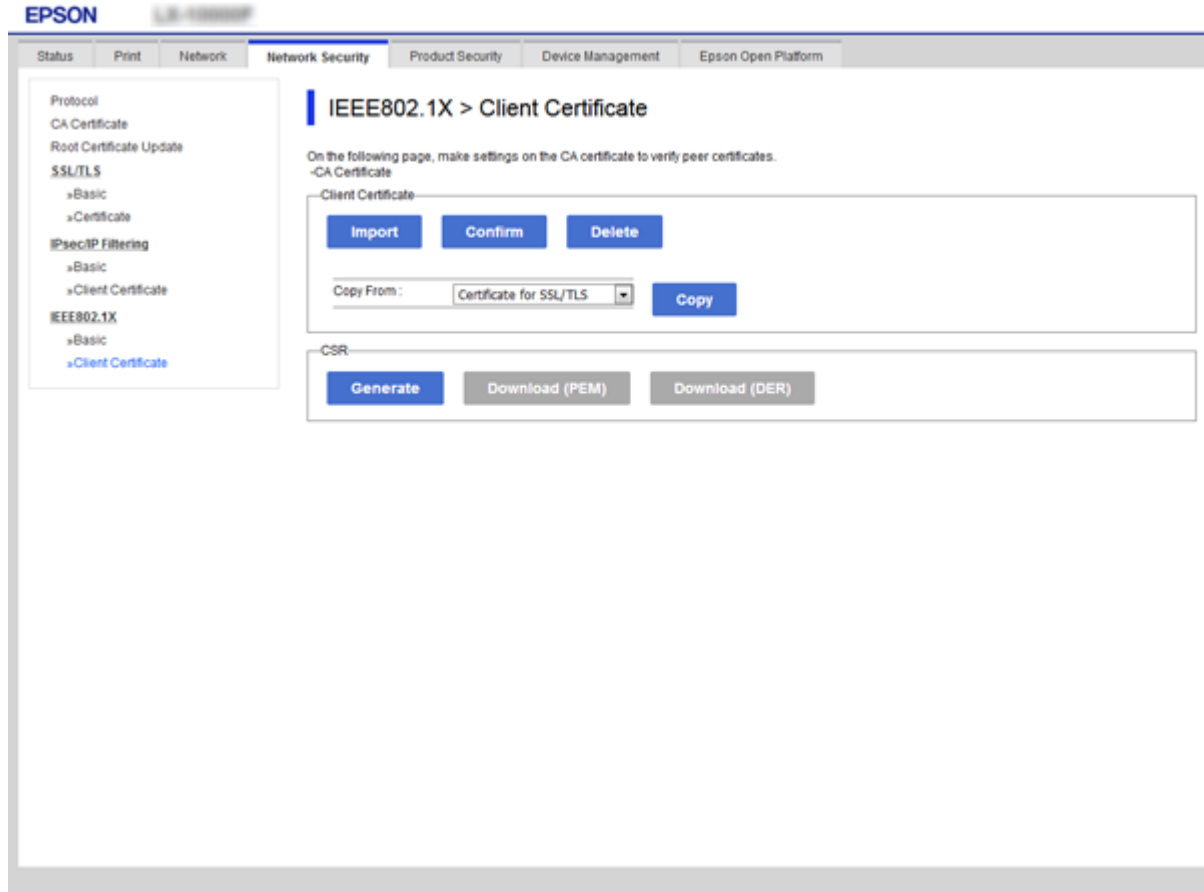 EPSON
Status Print Network Network Security Product Security Device Management Epson Open Platform
Protocol
CA Certificate
Root Certificate Update
SSL/TLS
»Basic
»Certificate
IPsec/IP Filtering
»Basic
»Client Certificate
IEEE802.1X
»Basic
»Client Certificate
IEEE802.1X > Client Certificate
On the following page, make settings on the CA certificate to verify peer certificates.
-CA Certificate
Client Certificate
Import Confirm Delete
Copy From : Certificate for SSL/TLS Copy
CSR
Generate Download (PEM) Download (DER)